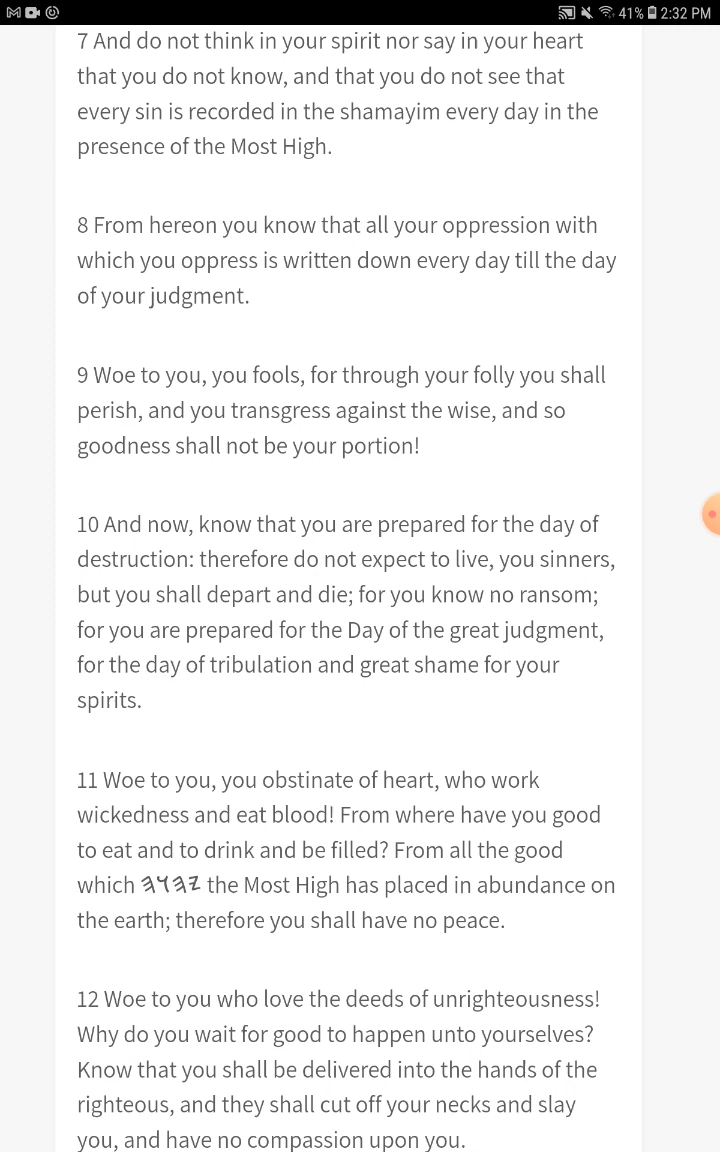 41% 2:32 PM
7 And do not think in your spirit nor say in your heart
that you do not know, and that you do not see that
every sin is recorded in the shamayim every day in the
presence of the Most High.
8 From hereon you know that all your oppression with
which you oppress is written down every day till the day
of your judgment.
9 Woe to you, you fools, for through your folly you shall
perish, and you transgress against the wise, and so
goodness shall not be your portion!
10 And now, know that you are prepared for the day of
destruction: therefore do not expect to live, you sinners,
but you shall depart and die; for you know no ransom;
for you are prepared for the Day of the great judgment,
for the day of tribulation and great shame for your
spirits.
11 Woe to you, you obstinate of heart, who work
wickedness and eat blood! From where have you good
to eat and to drink and be filled? From all the good
which 𐤉𐤄𐤅𐤄 the Most High has placed in abundance on
the earth; therefore you shall have no peace.
12 Woe to you who love the deeds of unrighteousness!
Why do you wait for good to happen unto yourselves?
Know that you shall be delivered into the hands of the
righteous, and they shall cut off your necks and slay
you, and have no compassion upon you.